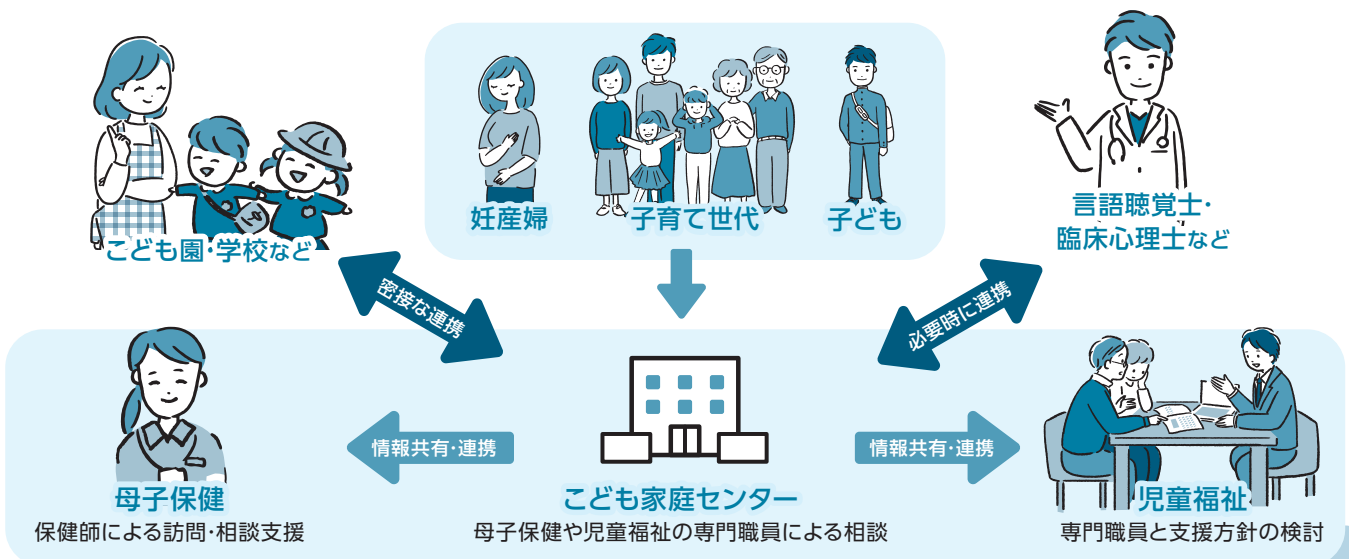 妊産婦
子育て世代
子ども
こども園・学校など
言語聴覚士・
臨床心理士など
密接な連携
必要時に連携
情報共有・連携
情報共有・連携
母子保健
保健師による訪問・相談支援
こども家庭センター
母子保健や児童福祉の専門職員による相談
児童福祉
専門職員と支援方針の検討